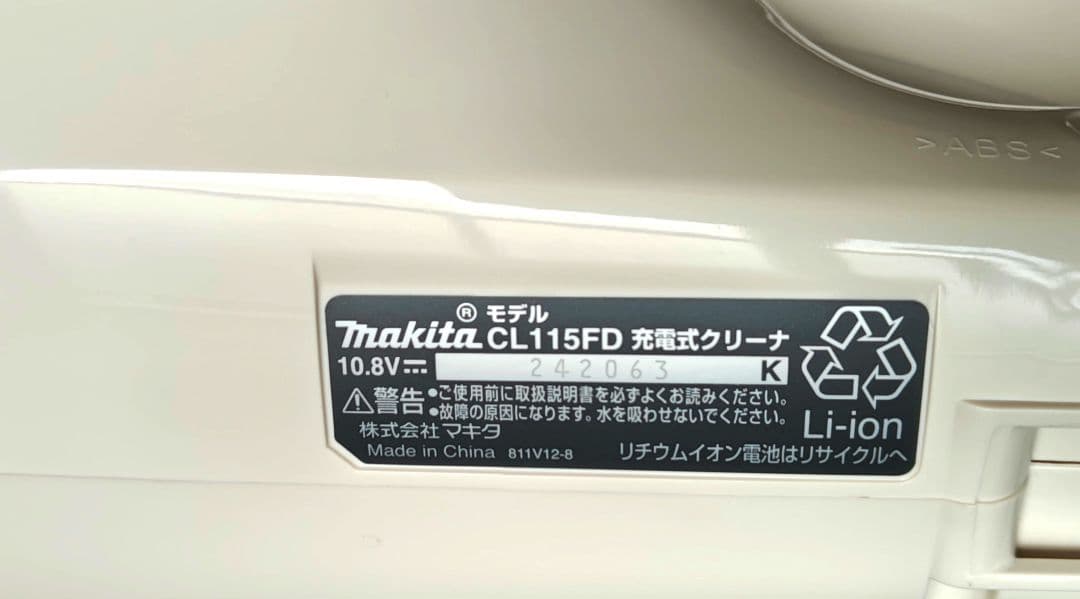 >ABS<
makita® モデル CL115FD 充電式クリーナ
10.8V⎓ 242063 K
⚠警告 ●ご使用前に取扱説明書を必ずよくお読みください。
●故障の原因になります。水を吸わせないでください。
株式会社マキタ
Made in China 811V12-8
Li-ion
リチウムイオン電池はリサイクルへ